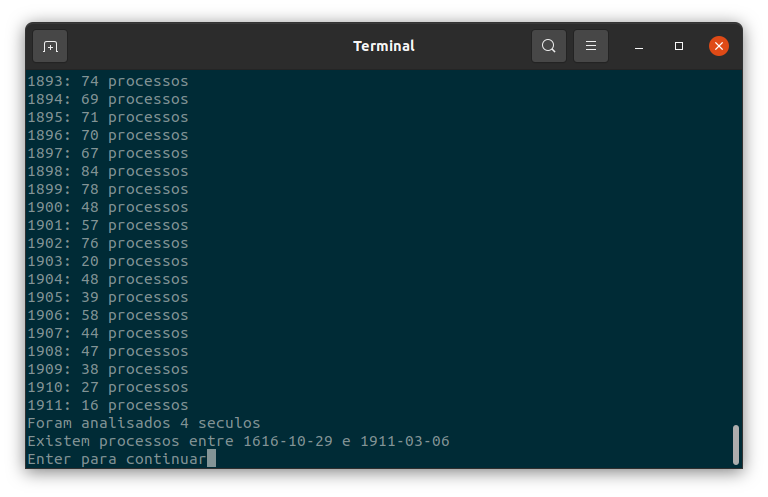 Terminal
1893: 74 processos
1894: 69 processos
1895: 71 processos
1896: 70 processos
1897: 67 processos
1898: 84 processos
1899: 78 processos
1900: 48 processos
1901: 57 processos
1902: 76 processos
1903: 20 processos
1904: 48 processos
1905: 39 processos
1906: 58 processos
1907: 44 processos
1908: 47 processos
1909: 38 processos
1910: 27 processos
1911: 16 processos
Foram analisados 4 seculos
Existem processos entre 1616-10-29 e 1911-03-06
Enter para continuar